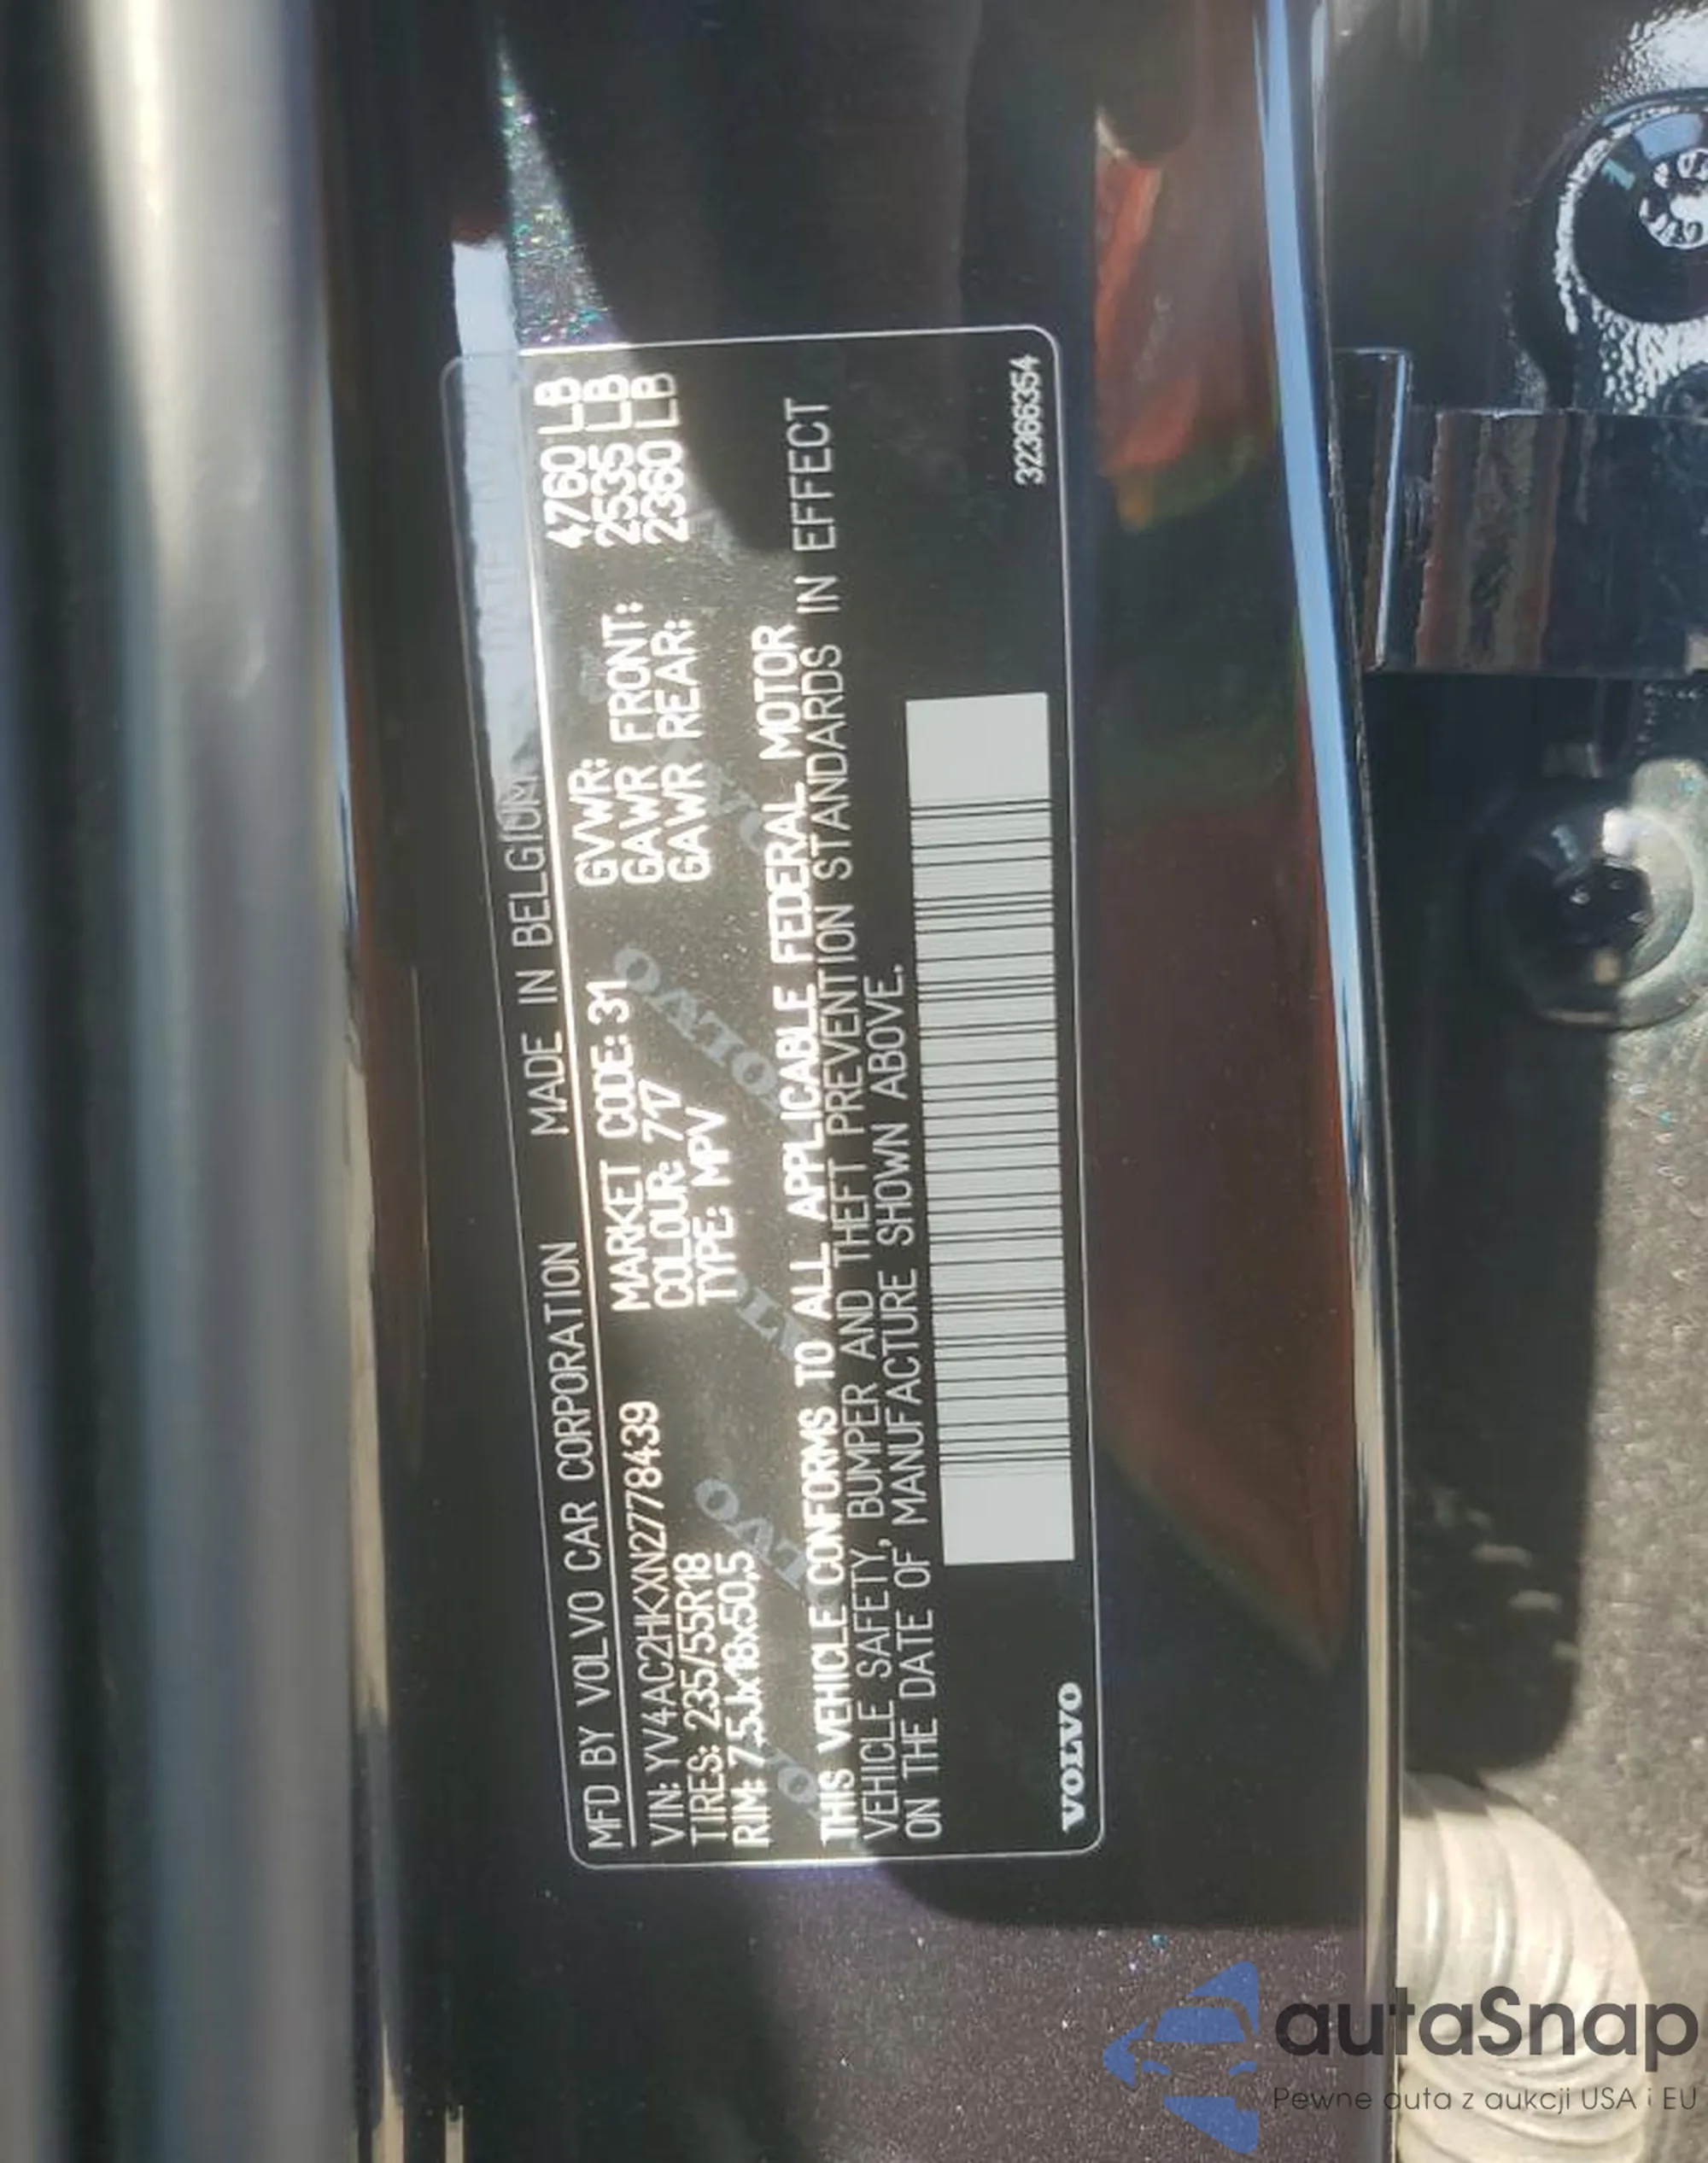 MFD BY VOLVO CAR CORPORATION MADE IN BELGIUM
VIN: YV4AC2HKXN2778439 MARKET CODE: 31 GVWR: 4760 LB
TIRES: 235/55R18 COLOUR: 717 GAWR FRONT: 2535 LB
RIM: 7.5Jx18x50,5 TYPE: MPV GAWR REAR: 2360 LB
THIS VEHICLE CONFORMS TO ALL APPLICABLE FEDERAL MOTOR
VEHICLE SAFETY, BUMPER AND THEFT PREVENTION STANDARDS IN EFFECT
ON THE DATE OF MANUFACTURE SHOWN ABOVE.
VOLVO 32366354
autaSnap
Pewne auta z aukcji USA i EU